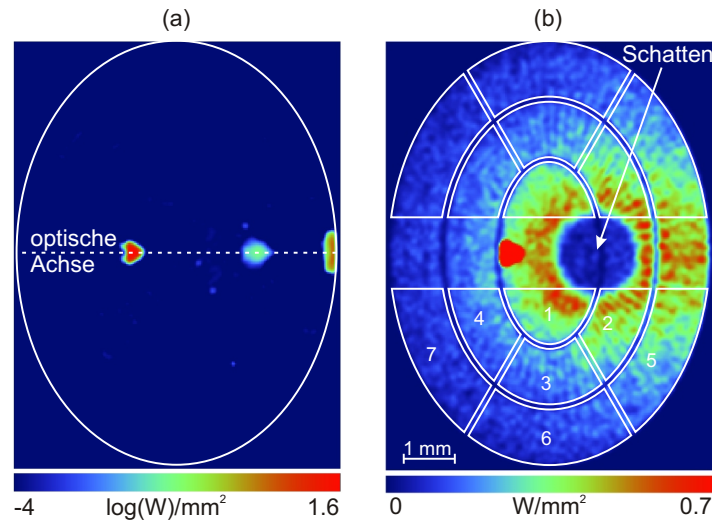 (a)
(b)
Schatten
optische
Achse
1
2
3
4
5
6
7
1 mm
-4 log(W)/mm² 1.6
0 W/mm² 0.7